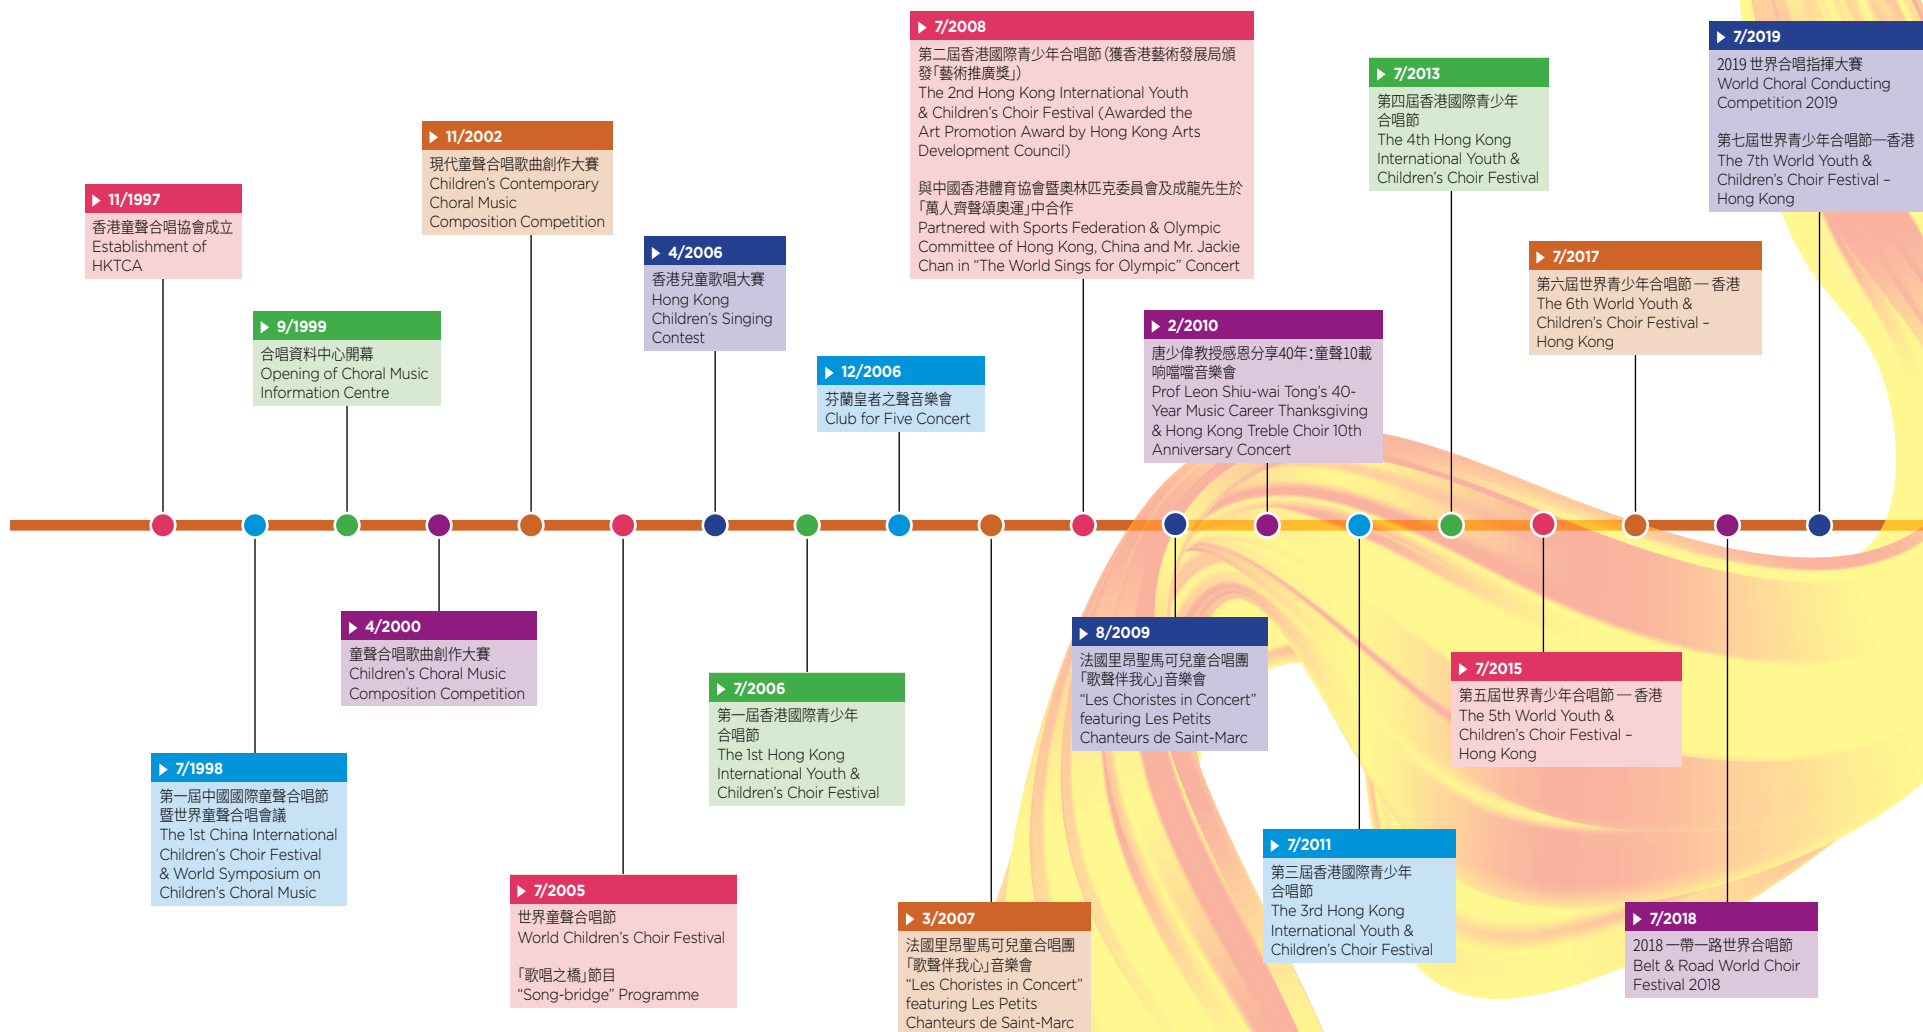 11/1997
香港童聲合唱協會成立
Establishment of
HKTCA
7/1998
第一屆中國國際童聲合唱節
暨世界童聲合唱會議
The 1st China International
Children's Choir Festival
& World Symposium on
Children's Choral Music
9/1999
合唱資料中心開幕
Opening of Choral Music
Information Centre
4/2000
童聲合唱歌曲創作大賽
Children's Choral Music
Composition Competition
11/2002
現代童聲合唱歌曲創作大賽
Children's Contemporary
Choral Music
Composition Competition
7/2005
世界童聲合唱節
World Children's Choir Festival
「歌唱之橋」節目
“Song-bridge” Programme
4/2006
香港兒童歌唱大賽
Hong Kong
Children's Singing
Contest
7/2006
第一屆香港國際青少年
合唱節
The 1st Hong Kong
International Youth &
Children's Choir Festival
12/2006
芬蘭皇者之聲音樂會
Club for Five Concert
3/2007
法國里昂聖馬可兒童合唱團
「歌聲伴我心」音樂會
“Les Choristes in Concert”
featuring Les Petits
Chanteurs de Saint-Marc
7/2008
第二屆香港國際青少年合唱節（獲香港藝術發展局頒
發「藝術推廣獎」）
The 2nd Hong Kong International Youth
& Children's Choir Festival (Awarded the
Art Promotion Award by Hong Kong Arts
Development Council)
與中國香港體育協會暨奧林匹克委員會及成龍先生於
「萬人齊聲頌奧運」中合作
Partnered with Sports Federation & Olympic
Committee of Hong Kong, China and Mr. Jackie
Chan in “The World Sings for Olympic” Concert
8/2009
法國里昂聖馬可兒童合唱團
「歌聲伴我心」音樂會
“Les Choristes in Concert”
featuring Les Petits
Chanteurs de Saint-Marc
2/2010
唐少偉教授感恩分享40年：童聲10載
响噹噹音樂會
Prof Leon Shiu-wai Tong's 40-
Year Music Career Thanksgiving
& Hong Kong Treble Choir 10th
Anniversary Concert
7/2011
第三屆香港國際青少年
合唱節
The 3rd Hong Kong
International Youth &
Children's Choir Festival
7/2013
第四屆香港國際青少年
合唱節
The 4th Hong Kong
International Youth &
Children's Choir Festival
7/2015
第五屆世界青少年合唱節 — 香港
The 5th World Youth &
Children's Choir Festival –
Hong Kong
7/2017
第六屆世界青少年合唱節 — 香港
The 6th World Youth &
Children's Choir Festival –
Hong Kong
7/2018
2018 一帶一路世界合唱節
Belt & Road World Choir
Festival 2018
7/2019
2019 世界合唱指揮大賽
World Choral Conducting
Competition 2019
第七屆世界青少年合唱節—香港
The 7th World Youth &
Children's Choir Festival –
Hong Kong